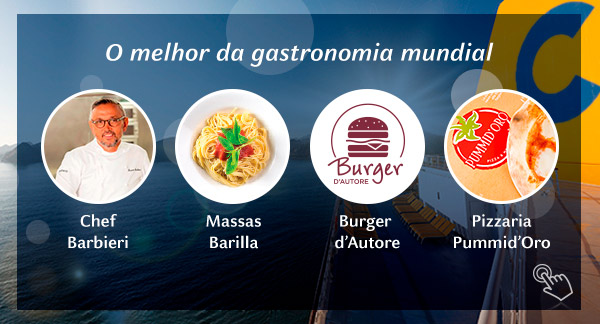 O melhor da gastronomia mundial
Burger
D'AUTORE
PUMMID'ORO
Chef
Barbieri
Massas
Barilla
Burger
d'Autore
Pizzaria
Pummid'Oro
C